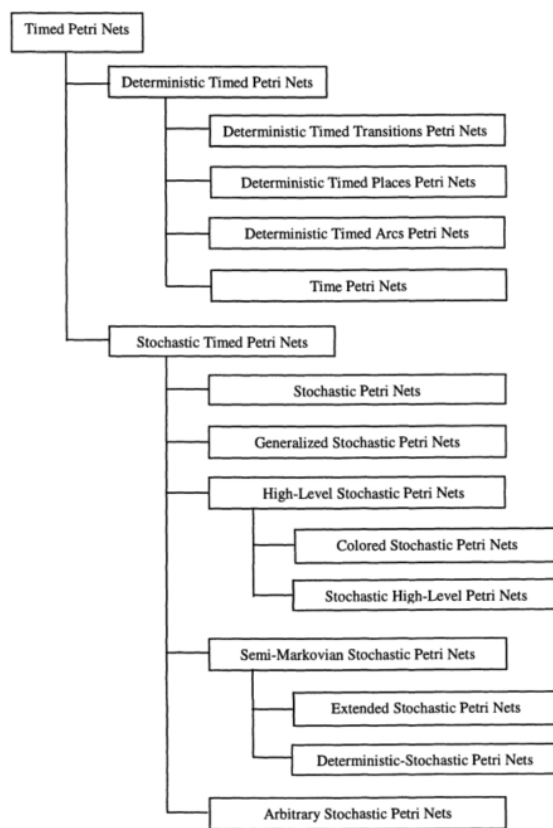 Timed Petri Nets
Deterministic Timed Petri Nets
Deterministic Timed Transitions Petri Nets
Deterministic Timed Places Petri Nets
Deterministic Timed Arcs Petri Nets
Time Petri Nets
Stochastic Timed Petri Nets
Stochastic Petri Nets
Generalized Stochastic Petri Nets
High-Level Stochastic Petri Nets
Colored Stochastic Petri Nets
Stochastic High-Level Petri Nets
Semi-Markovian Stochastic Petri Nets
Extended Stochastic Petri Nets
Deterministic-Stochastic Petri Nets
Arbitrary Stochastic Petri Nets